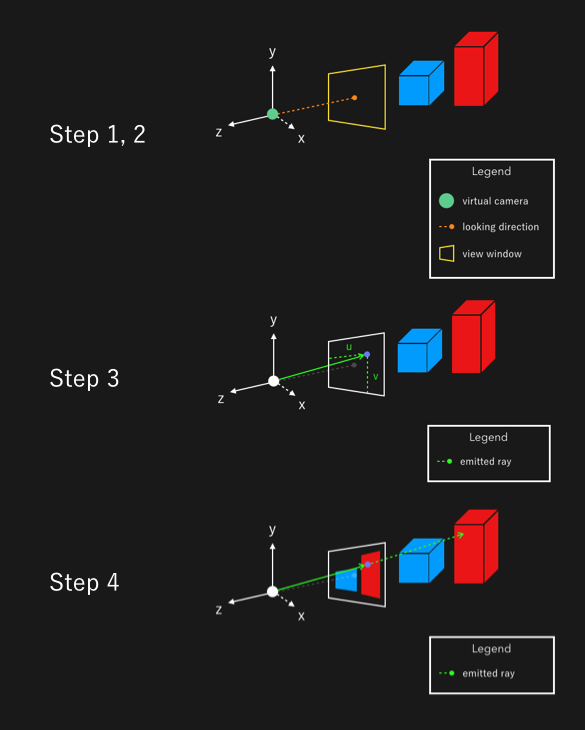 y
z
x
Step 1, 2
Legend
virtual camera
looking direction
view window
y
u
v
z
x
Step 3
Legend
emitted ray
y
z
x
Step 4
Legend
emitted ray